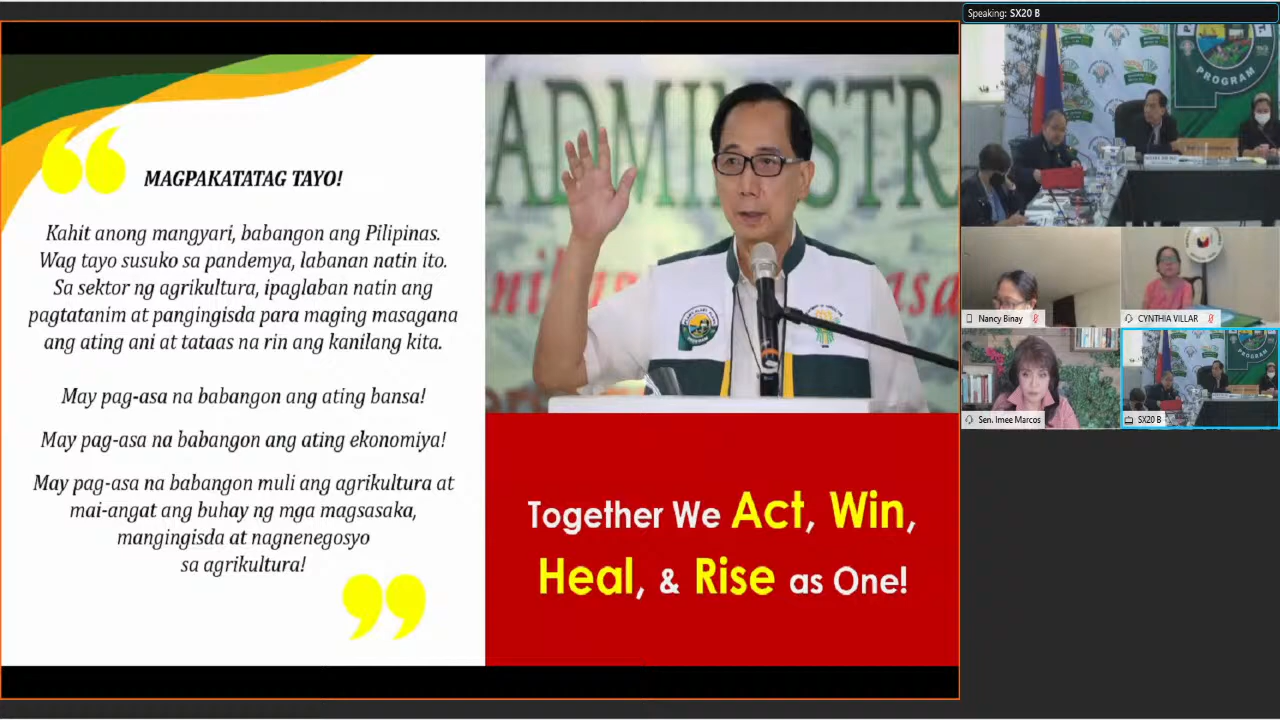 Speaking: SX20 B
MAGPAKATATAG TAYO!
Kahit anong mangyari, babangon ang Pilipinas.
Wag tayo susuko sa pandemya, labanan natin ito.
Sa sektor ng agrikultura, ipaglaban natin ang
pagtatanim at pangingisda para maging masagana
ang ating ani at tataas na rin ang kanilang kita.
May pag-asa na babangon ang ating bansa!
May pag-asa na babangon ang ating ekonomiya!
May pag-asa na babangon muli ang agrikultura at
mai-angat ang buhay ng mga magsasaka,
mangingisda at nagnenegosyo
sa agrikultura!
ADMINISTR
Together We Act, Win,
Heal, & Rise as One!
PROGRAM
Nancy Binay
CYNTHIA VILLAR
Sen. Imee Marcos
PROGRAM
SX20 B